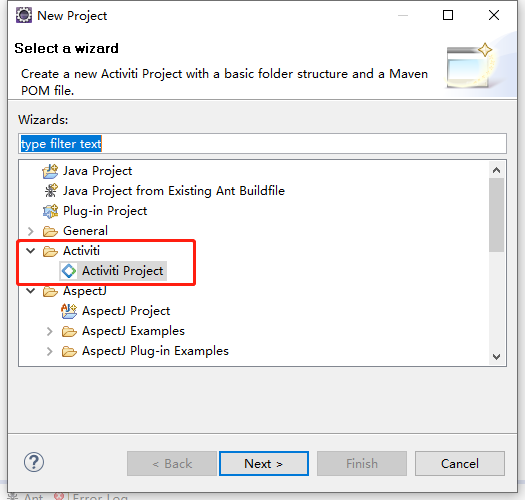 New Project
Select a wizard
Create a new Activiti Project with a basic folder structure and a Maven
POM file.
Wizards:
type filter text
Java Project
Java Project from Existing Ant Buildfile
Plug-in Project
General
Activiti
Activiti Project
AspectJ
AspectJ Project
AspectJ Examples
AspectJ Plug-in Examples
< Back
Next >
Finish
Cancel
Ant
Error Log